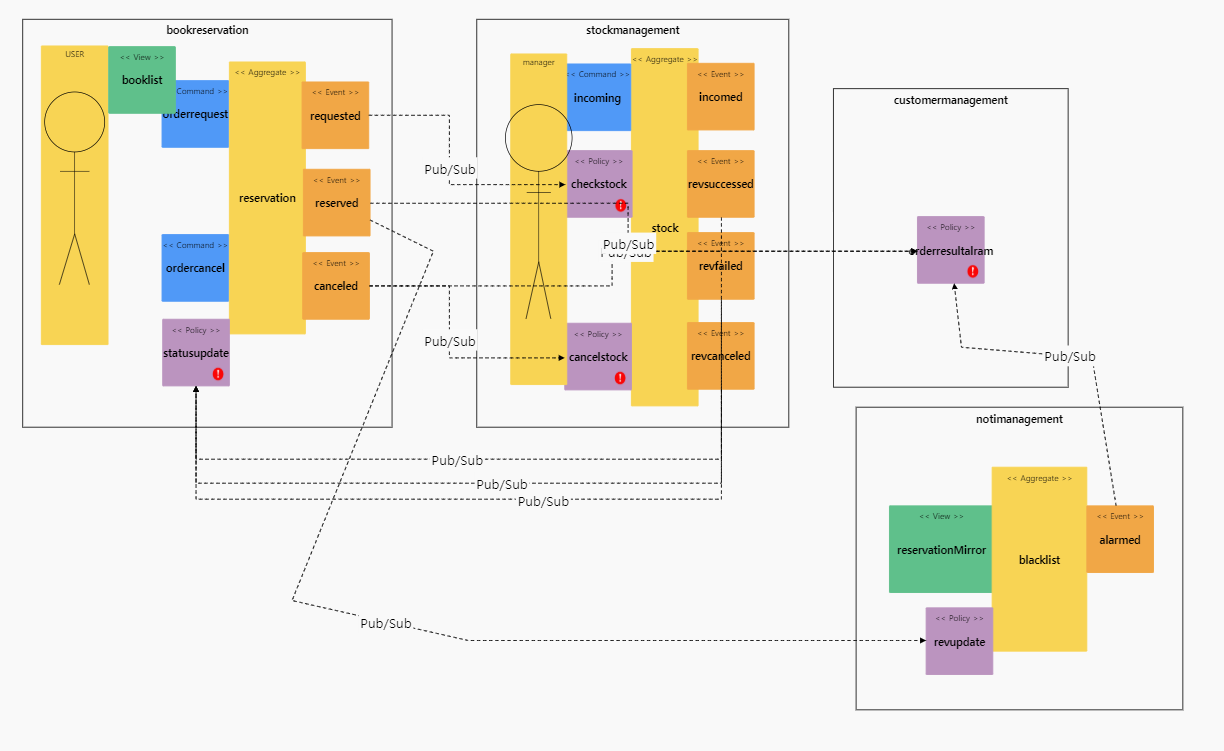 bookreservation
USER
<< View >>
booklist
Command >>
orderrequest
<< Aggregate >>
reservation
<< Event >>
requested
<< Event >>
reserved
<< Command >>
ordercancel
<< Event >>
canceled
<< Policy >>
statusupdate
stockmanagement
manager
<< Command >>
incoming
<< Aggregate >>
stock
<< Event >>
incomed
<< Policy >>
checkstock
<< Event >>
revsuccessed
<< Event >>
revfailed
<< Policy >>
cancelstock
<< Event >>
revcanceled
customermanagement
<< Policy >>
orderresultalram
notimanagement
<< Aggregate >>
blacklist
<< View >>
reservationMirror
<< Event >>
alarmed
<< Policy >>
revupdate
Pub/Sub
Pub/Sub
Pub/Sub
Pub/Sub
Pub/Sub
Pub/Sub
Pub/Sub
Pub/Sub
Pub/Sub